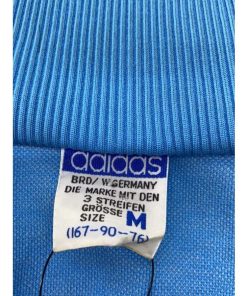 adidas
BRD/W.GERMANY
DIE MARKE MIT DEN
3 STREIFEN
GRÖSSE
SIZE M
(167-90-76)